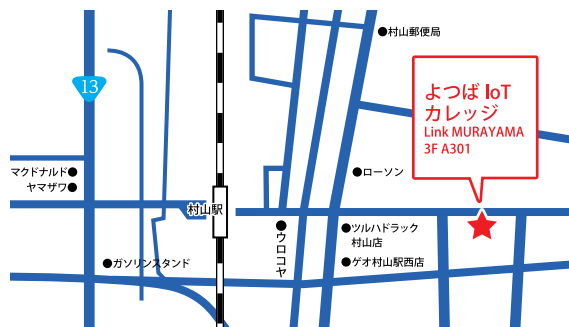 村山郵便局
13
よつば IoT
カレッジ
Link MURAYAMA
3F A301
マクドナルド
ヤマザワ
ローソン
村山駅
ウロコヤ
ツルハドラック
村山店
ガソリンスタンド
ゲオ村山駅西店